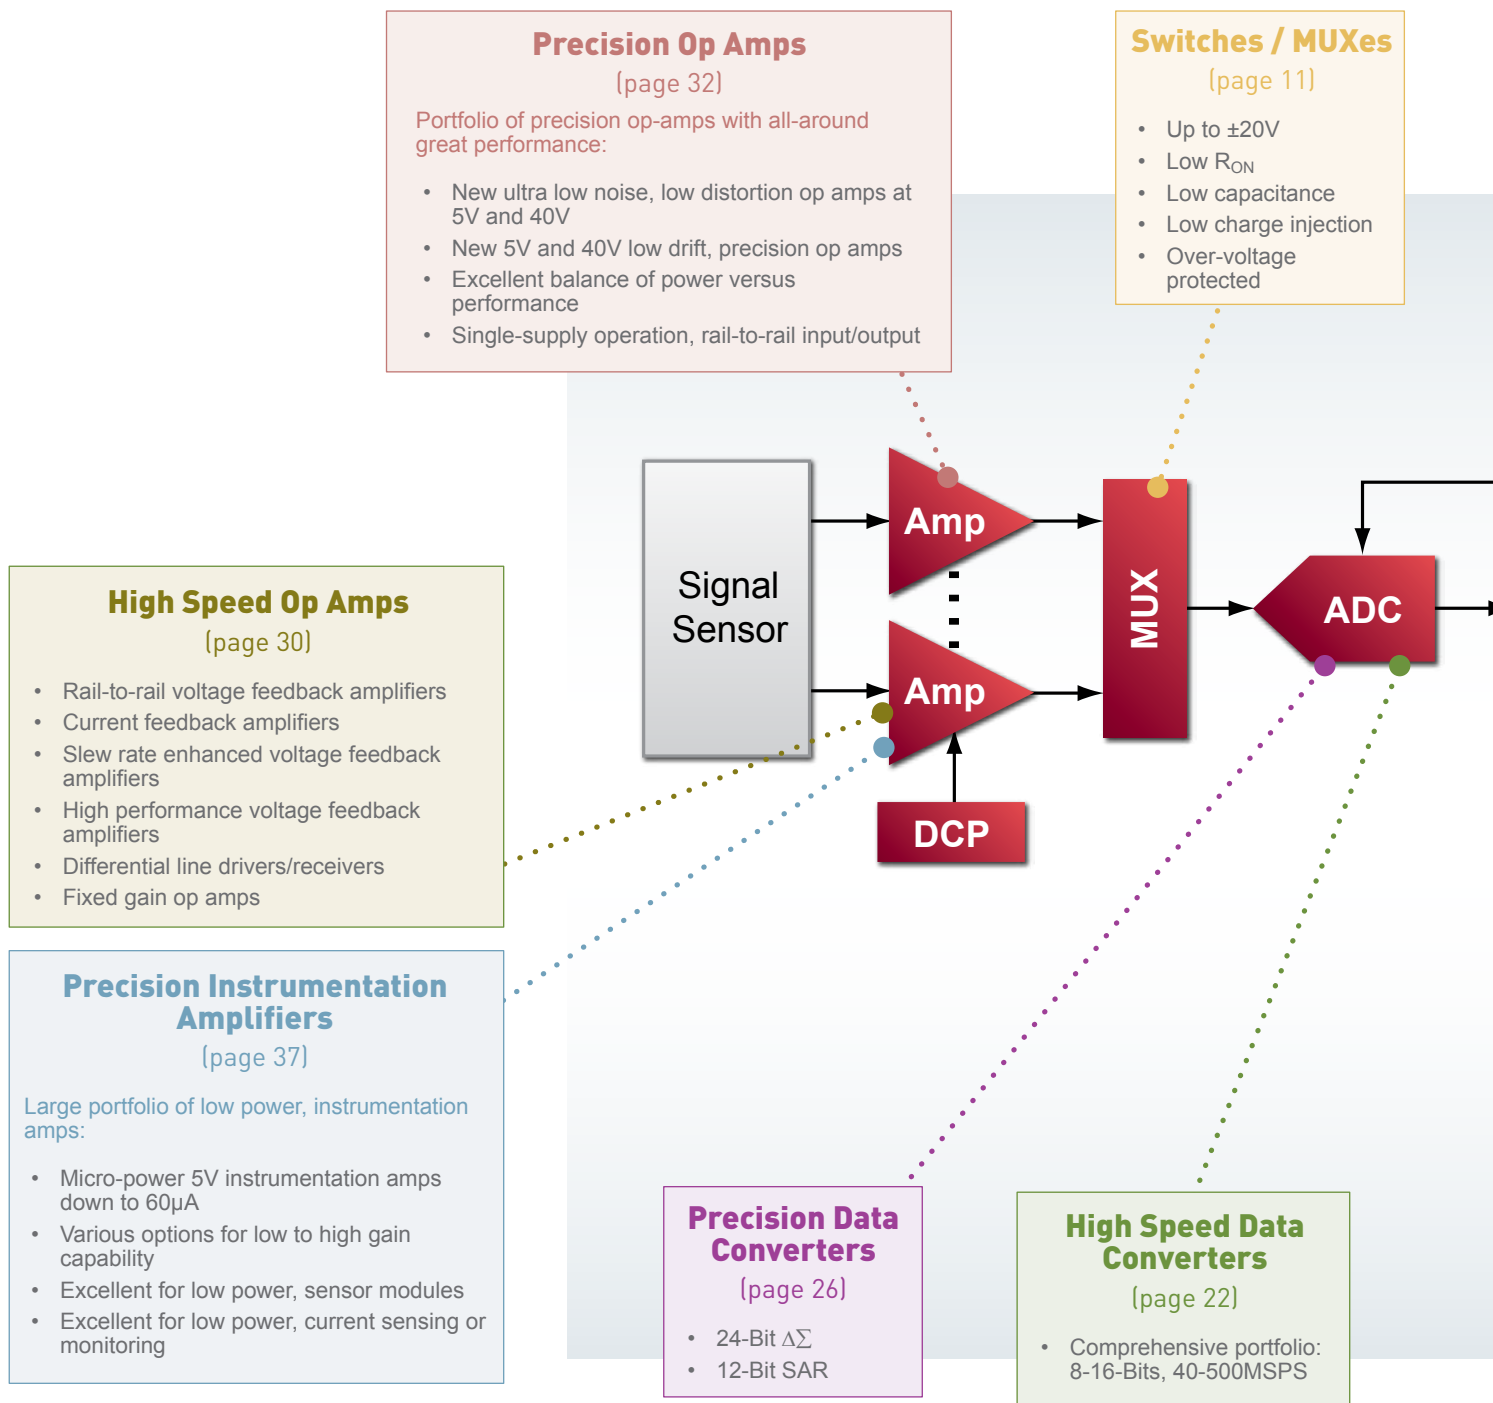 Precision Op Amps
(page 32)
Portfolio of precision op-amps with all-around
great performance:
• New ultra low noise, low distortion op amps at
5V and 40V
• New 5V and 40V low drift, precision op amps
• Excellent balance of power versus
performance
• Single-supply operation, rail-to-rail input/output
Switches / MUXes
(page 11)
• Up to ±20V
• Low RON
• Low capacitance
• Low charge injection
• Over-voltage
protected
Signal
Sensor
Amp
Amp
DCP
MUX
ADC
High Speed Op Amps
(page 30)
• Rail-to-rail voltage feedback amplifiers
• Current feedback amplifiers
• Slew rate enhanced voltage feedback
amplifiers
• High performance voltage feedback
amplifiers
• Differential line drivers/receivers
• Fixed gain op amps
Precision Instrumentation
Amplifiers
(page 37)
Large portfolio of low power, instrumentation
amps:
• Micro-power 5V instrumentation amps
down to 60µA
• Various options for low to high gain
capability
• Excellent for low power, sensor modules
• Excellent for low power, current sensing or
monitoring
Precision Data
Converters
(page 26)
• 24-Bit ΔΣ
• 12-Bit SAR
High Speed Data
Converters
(page 22)
• Comprehensive portfolio:
8-16-Bits, 40-500MSPS